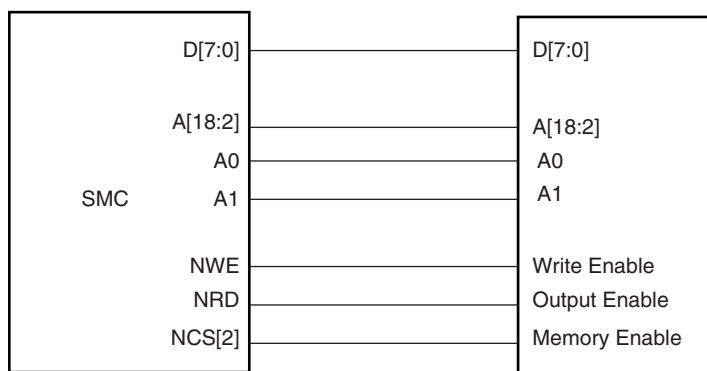 D[7:0] D[7:0]
A[18:2] A[18:2]
A0 A0
SMC A1 A1
NWE Write Enable
NRD Output Enable
NCS[2] Memory Enable